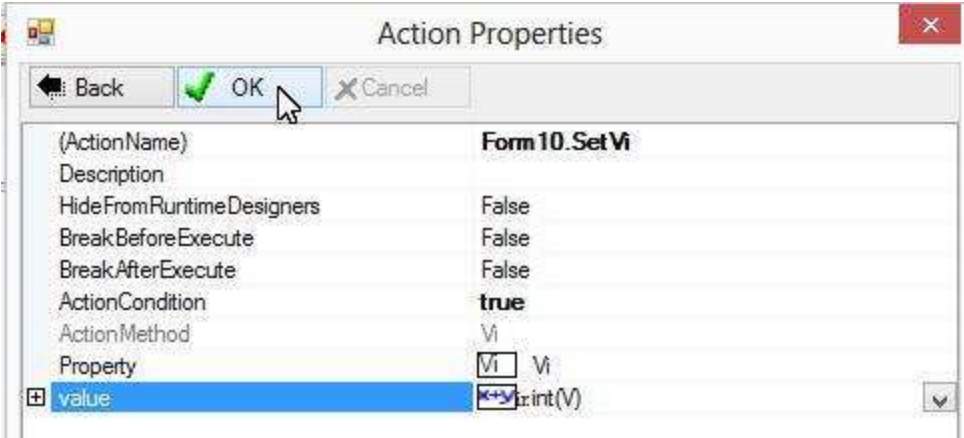 Action Properties
Back OK Cancel
(ActionName) Form10.SetVi
Description
HideFromRuntimeDesigners False
BreakBeforeExecute False
BreakAfterExecute False
ActionCondition true
ActionMethod Vi
Property Vi Vi
value x+y int(V)